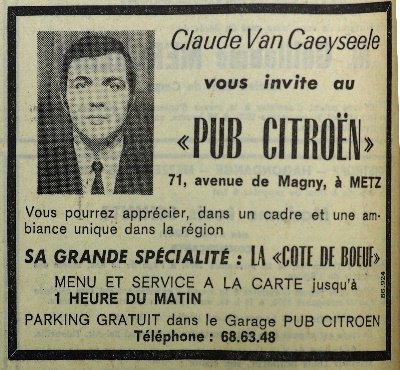 Claude Van Caeyseele
vous invite au
«PUB CITROËN»
71, avenue de Magny, à METZ
Vous pourrez apprécier, dans un cadre et une am-
biance unique dans la région
SA GRANDE SPÉCIALITÉ : LA «COTE DE BOEUF»
MENU ET SERVICE A LA CARTE jusqu'à
1 HEURE DU MATIN
PARKING GRATUIT dans le Garage PUB CITROEN
Téléphone : 68.63.48
86.924